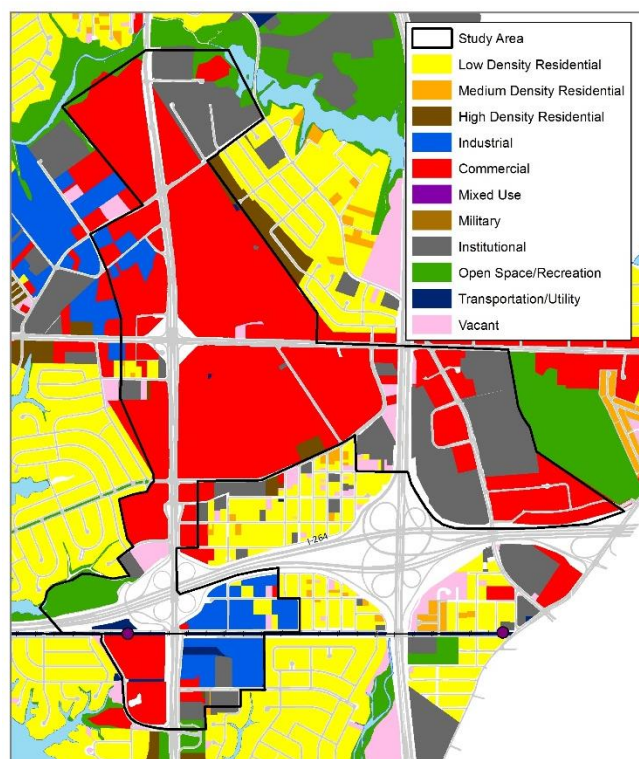 Study Area
Low Density Residential
Medium Density Residential
High Density Residential
Industrial
Commercial
Mixed Use
Military
Institutional
Open Space/Recreation
Transportation/Utility
Vacant
I-264